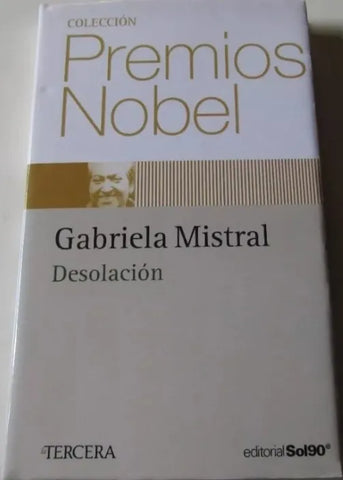 COLECCIÓN
Premios
Nobel
Gabriela Mistral
Desolación
La TERCERA
editorial Sol90®